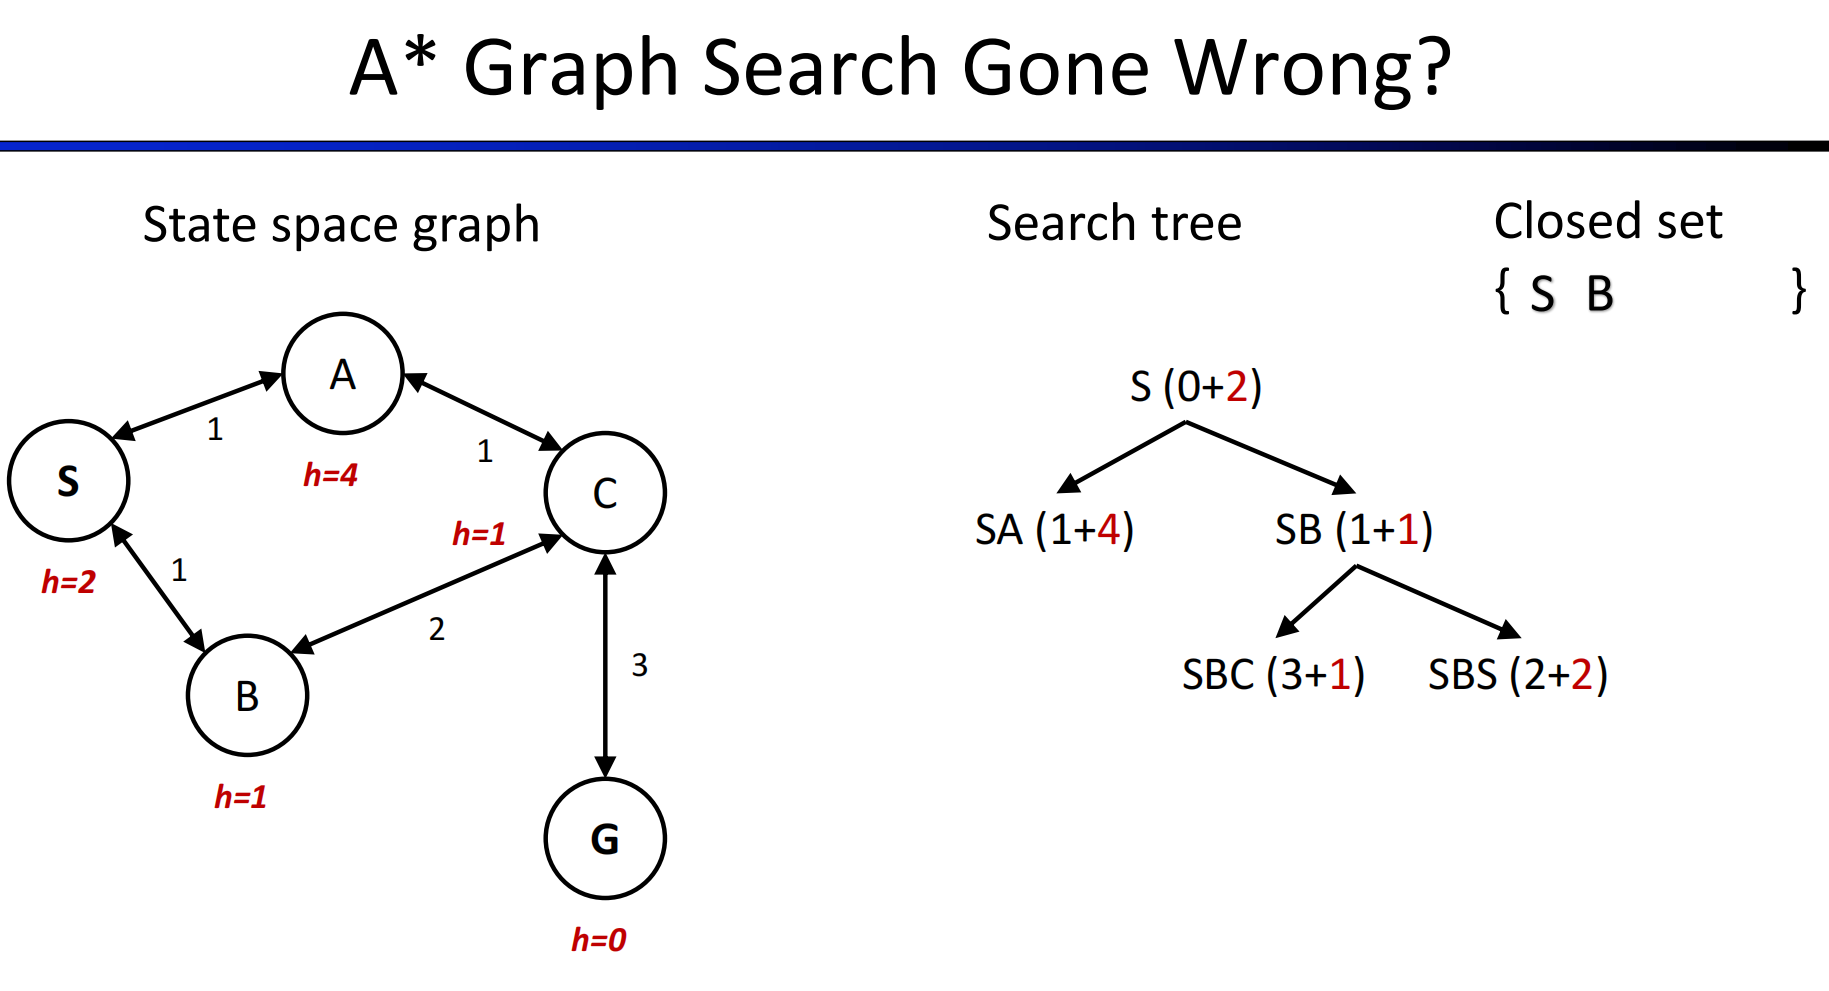 A* Graph Search Gone Wrong?
State space graph
Search tree
Closed set
{ S B }
A
1
1
h=4
S
C
h=1
h=2
1
2
B
3
h=1
G
h=0
S (0+2)
SA (1+4)
SB (1+1)
SBC (3+1)
SBS (2+2)